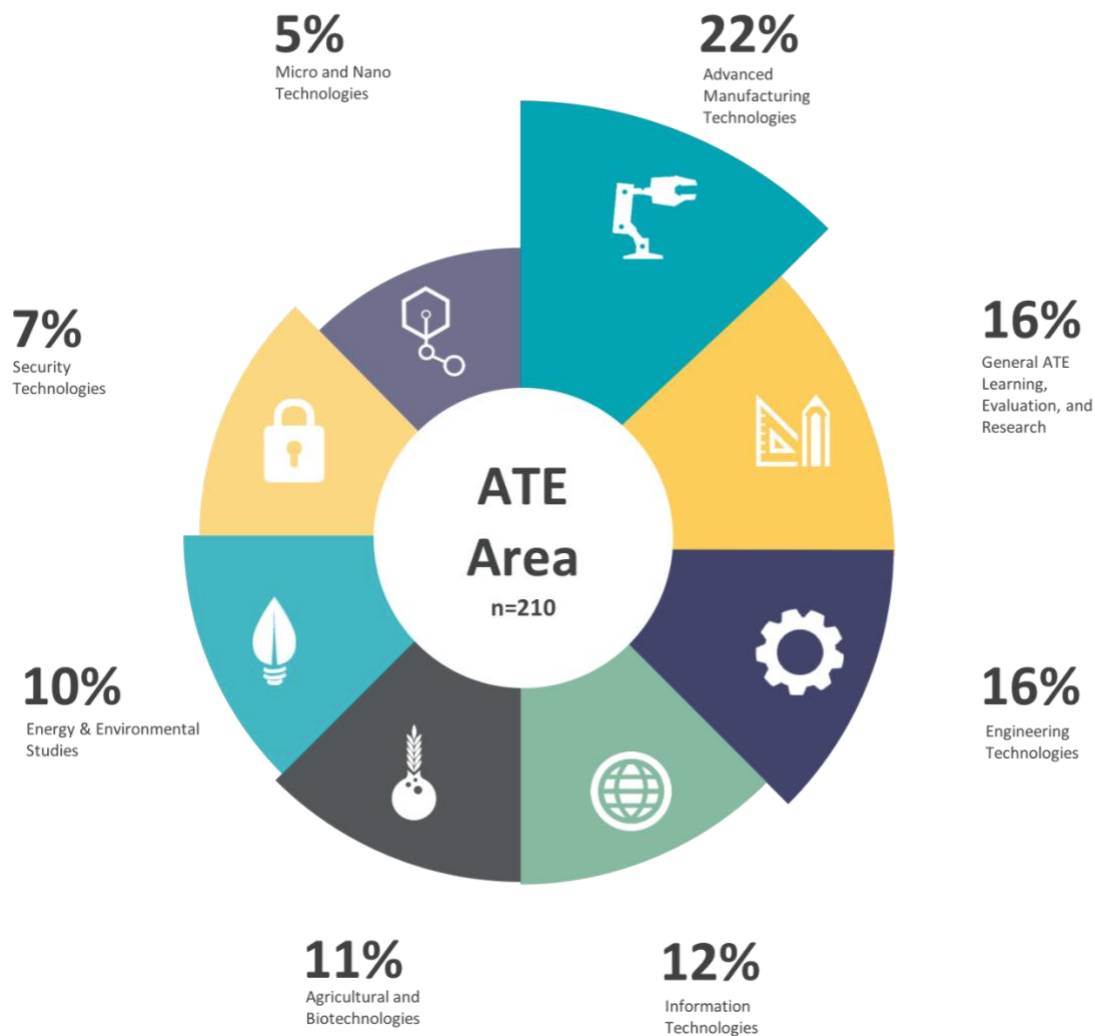 5%
Micro and Nano
Technologies
22%
Advanced
Manufacturing
Technologies
7%
Security
Technologies
16%
General ATE
Learning,
Evaluation, and
Research
ATE
Area
n=210
10%
Energy & Environmental
Studies
16%
Engineering
Technologies
11%
Agricultural and
Biotechnologies
12%
Information
Technologies